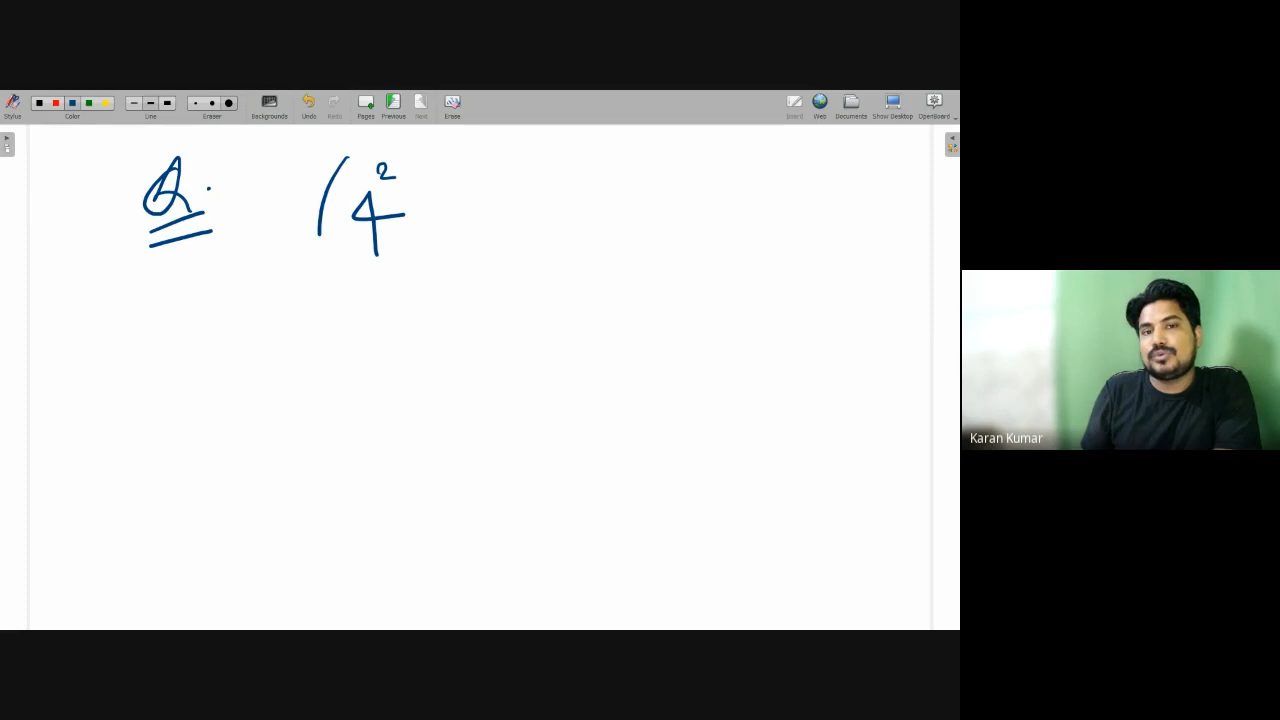 Stylus Color Line Eraser Backgrounds Undo Redo Pages Previous Next Erase Board Web Documents Show Desktop OpenBoard
Q. (4²
Karan Kumar